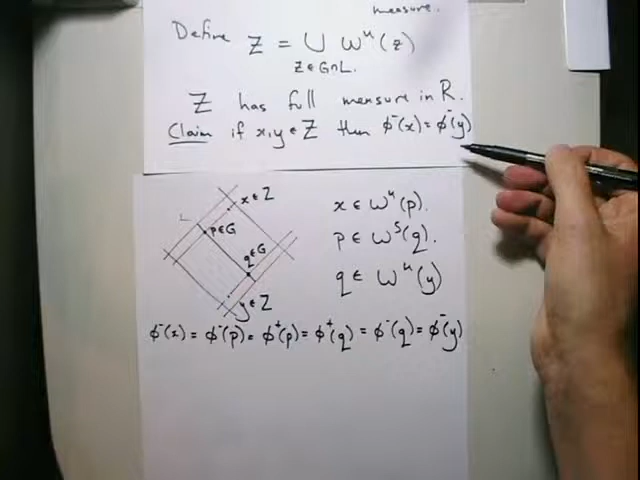 measure.
Define Z = ∪ W^u(z)
z∈G∩L.
Z has full measure in R.
Claim if x,y ∈ Z then ϕ^-(x) = ϕ^-(y)
L
x ∈ Z
p∈G
q∈G
y ∈ Z
x ∈ W^u(p).
p ∈ W^s(q).
q ∈ W^u(y)
ϕ^-(x) = ϕ^-(p) = ϕ^+(p) = ϕ^+(q) = ϕ^-(q) = ϕ^-(y)